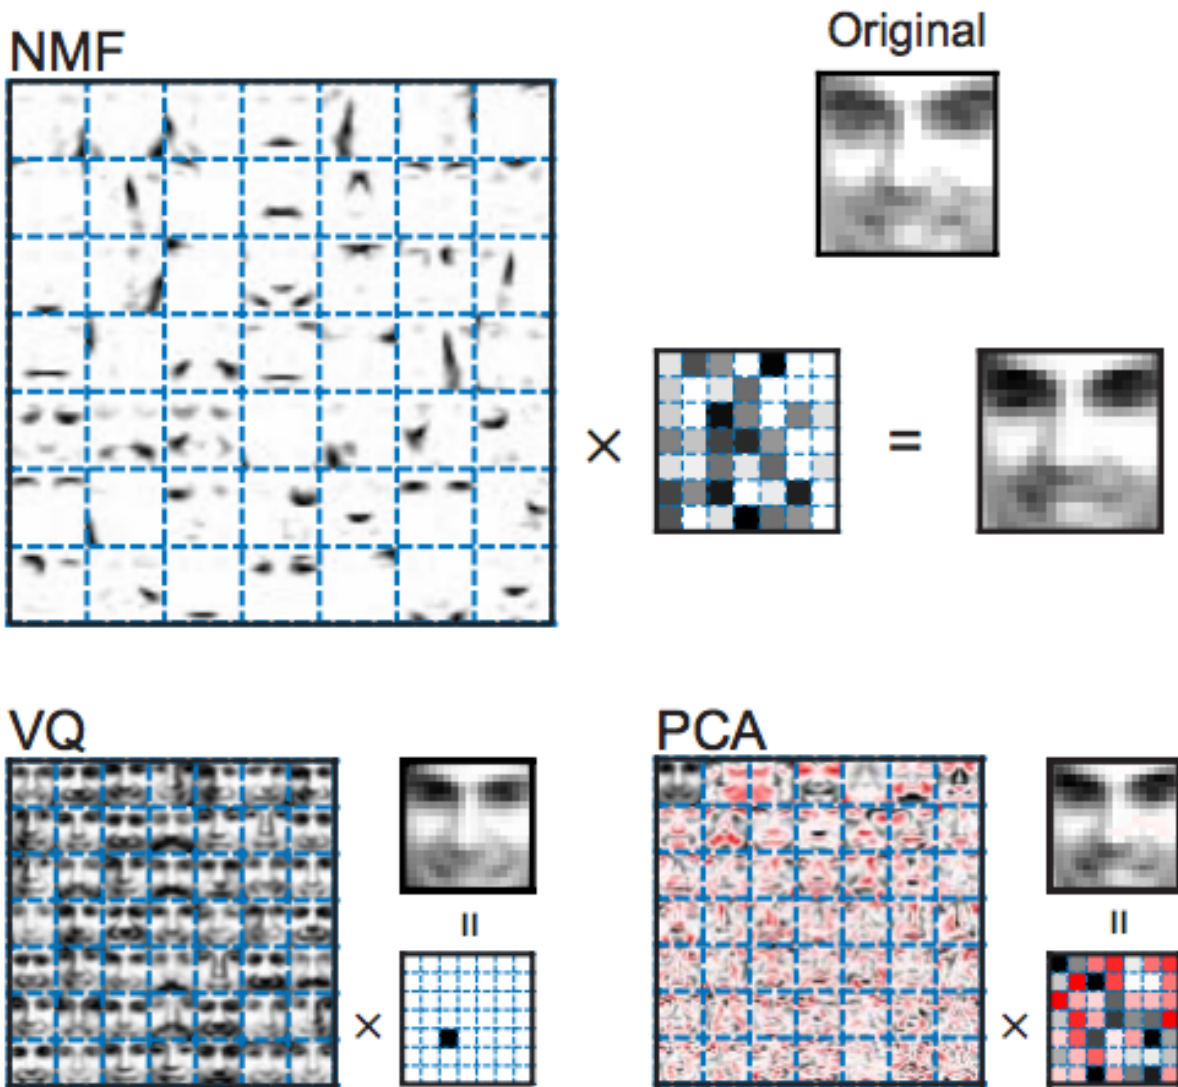 NMF
Original
×
=
VQ
PCA
=
×
=
×